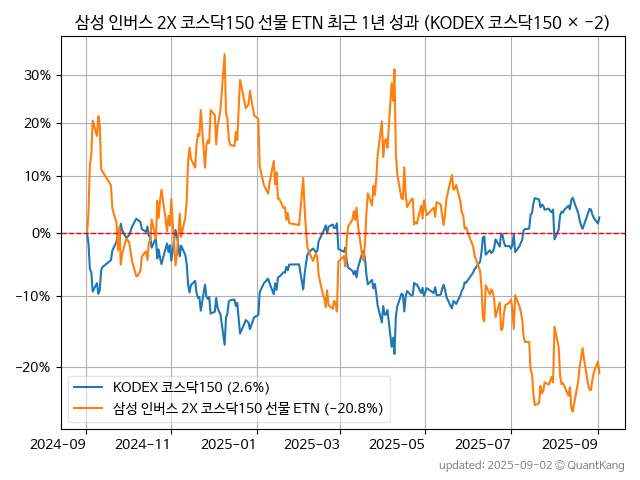 삼성 인버스 2X 코스닥150 선물 ETN 최근 1년 성과 (KODEX 코스닥150 × −2)
30%
20%
10%
0%
−10%
−20%
KODEX 코스닥150 (2.6%)
삼성 인버스 2X 코스닥150 선물 ETN (−20.8%)
2024-09 2024-11 2025-01 2025-03 2025-05 2025-07 2025-09
updated: 2025-09-02 © QuantKang